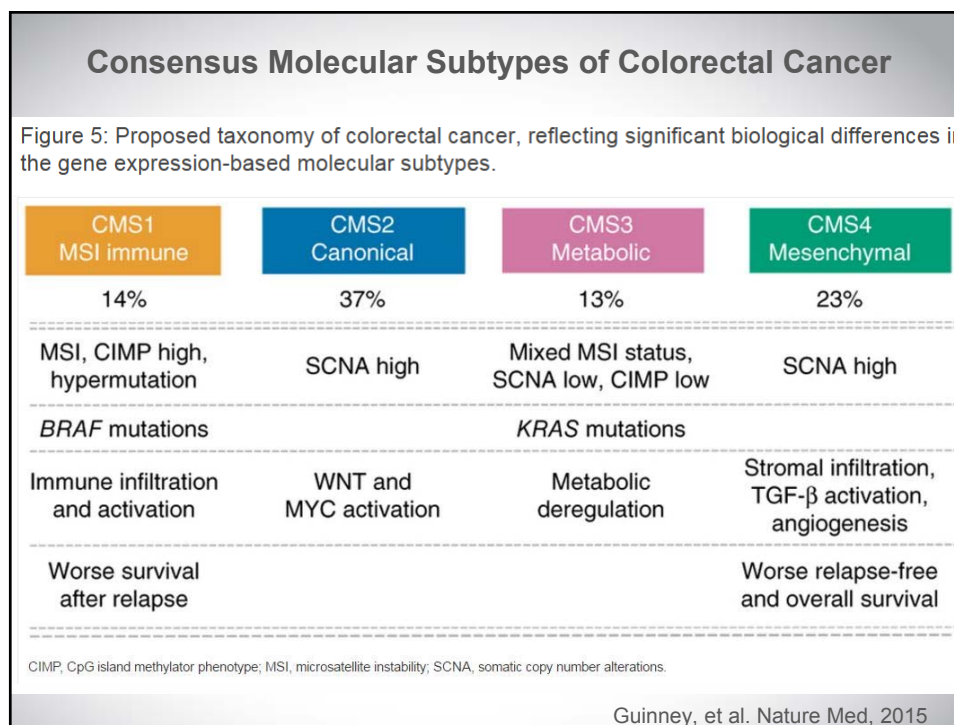 Consensus Molecular Subtypes of Colorectal Cancer
Figure 5: Proposed taxonomy of colorectal cancer, reflecting significant biological differences i
the gene expression-based molecular subtypes.
CMS1
MSI immune
CMS2
Canonical
CMS3
Metabolic
CMS4
Mesenchymal
14%
37%
13%
23%
MSI, CIMP high,
hypermutation
SCNA high
Mixed MSI status,
SCNA low, CIMP low
SCNA high
BRAF mutations
KRAS mutations
Immune infiltration
and activation
WNT and
MYC activation
Metabolic
deregulation
Stromal infiltration,
TGF-β activation,
angiogenesis
Worse survival
after relapse
Worse relapse-free
and overall survival
CIMP, CpG island methylator phenotype; MSI, microsatellite instability; SCNA, somatic copy number alterations.
Guinney, et al. Nature Med, 2015